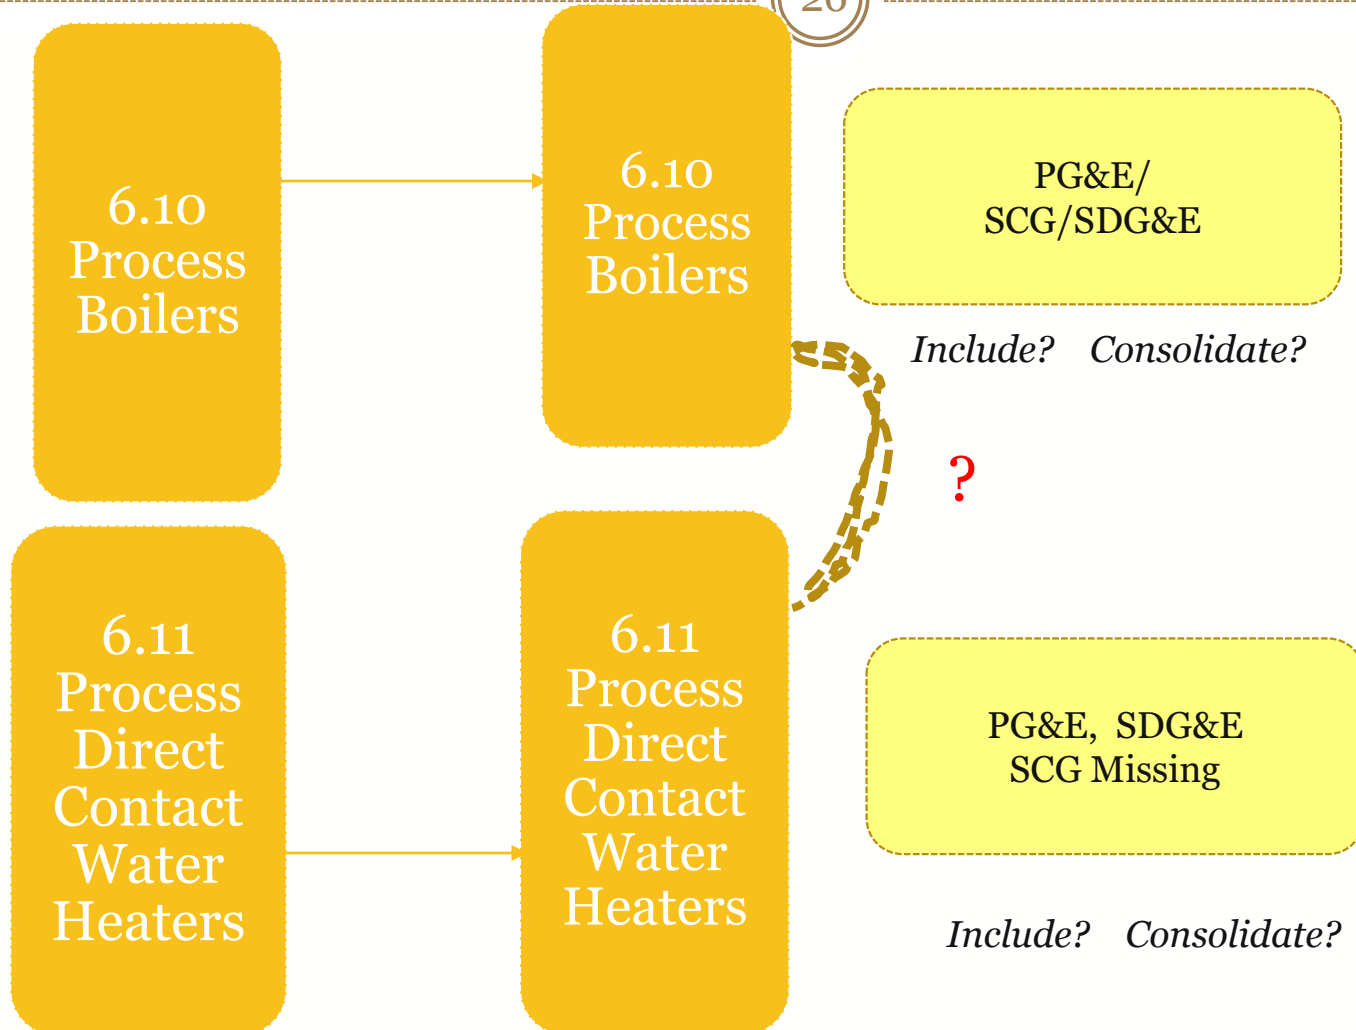 26
6.10
Process
Boilers
6.10
Process
Boilers
PG&E/
SCG/SDG&E
Include? Consolidate?
?
6.11
Process
Direct
Contact
Water
Heaters
6.11
Process
Direct
Contact
Water
Heaters
PG&E, SDG&E
SCG Missing
Include? Consolidate?